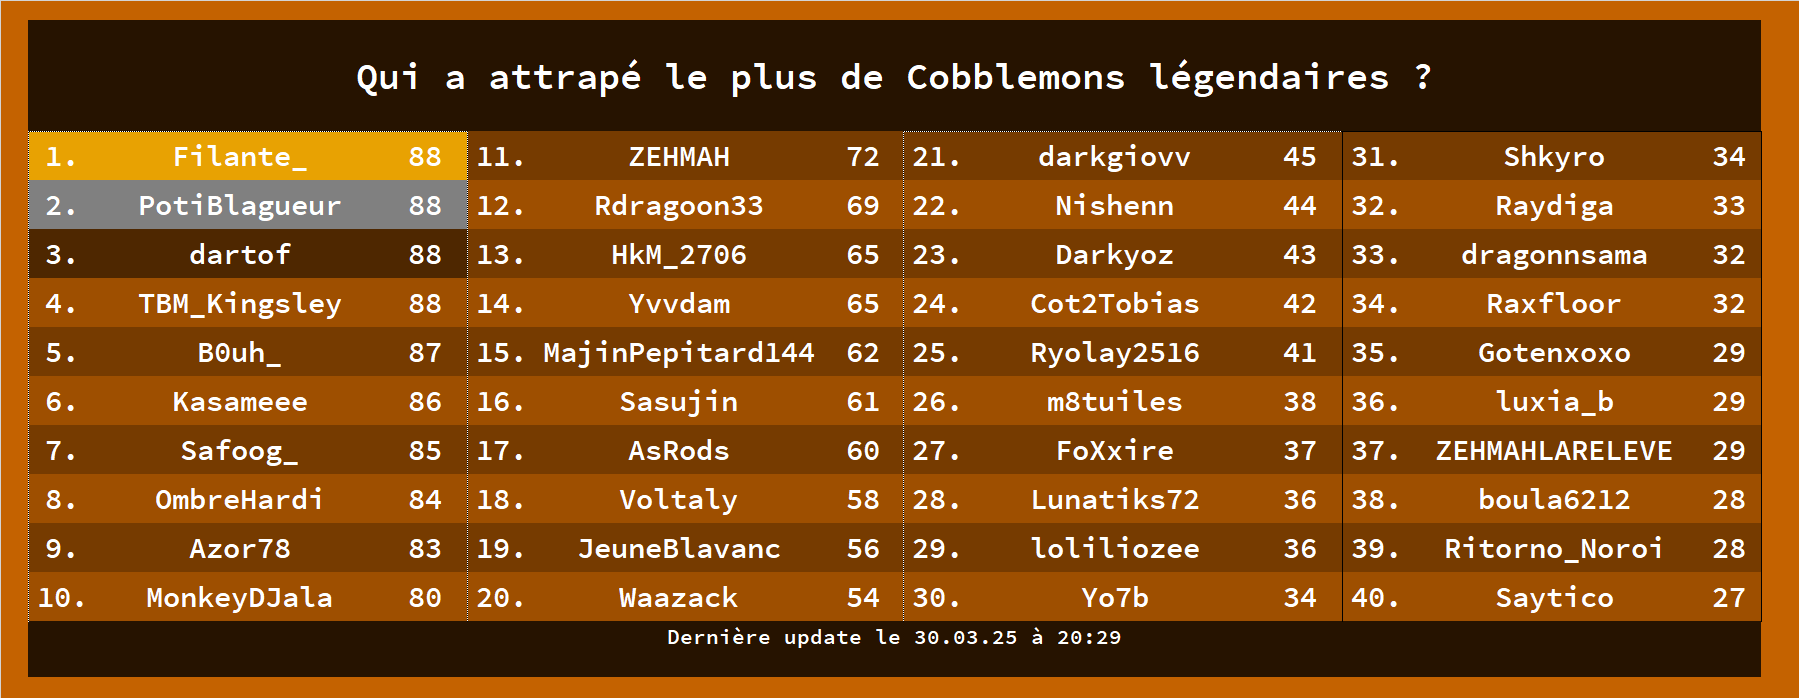 Qui a attrapé le plus de Cobblemons légendaires ?
1. Filante_ 88 11. ZEHMAH 72 21. darkgiovv 45 31. Shkyro 34
2. PotiBlagueur 88 12. Rdragoon33 69 22. Nishenn 44 32. Raydiga 33
3. dartof 88 13. HkM_2706 65 23. Darkyoz 43 33. dragonnsama 32
4. TBM_Kingsley 88 14. Yvvdam 65 24. Cot2Tobias 42 34. Raxfloor 32
5. B0uh_ 87 15. MajinPepitard144 62 25. Ryolay2516 41 35. Gotenxoxo 29
6. Kasameee 86 16. Sasujin 61 26. m8tuiles 38 36. luxia_b 29
7. Safoog_ 85 17. AsRods 60 27. FoXxire 37 37. ZEHMAHLARELEVE 29
8. OmbreHardi 84 18. Voltaly 58 28. Lunatiks72 36 38. boula6212 28
9. Azor78 83 19. JeuneBlavanc 56 29. loliliozee 36 39. Ritorno_Noroi 28
10. MonkeyDJala 80 20. Waazack 54 30. Yo7b 34 40. Saytico 27
Dernière update le 30.03.25 à 20:29